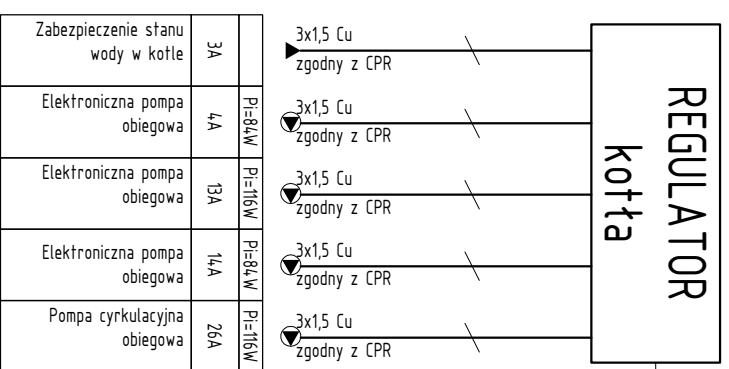 Zabezpieczenie stanu
wody w kotle
3A
3x1,5 Cu
zgodny z CPR
Elektroniczna pompa
obiegowa
4A
Pi=84W
3x1,5 Cu
zgodny z CPR
Elektroniczna pompa
obiegowa
13A
Pi=116W
3x1,5 Cu
zgodny z CPR
Elektroniczna pompa
obiegowa
14A
Pi=84W
3x1,5 Cu
zgodny z CPR
Pompa cyrkulacyjna
obiegowa
26A
Pi=116W
3x1,5 Cu
zgodny z CPR
REGULATOR
kotła